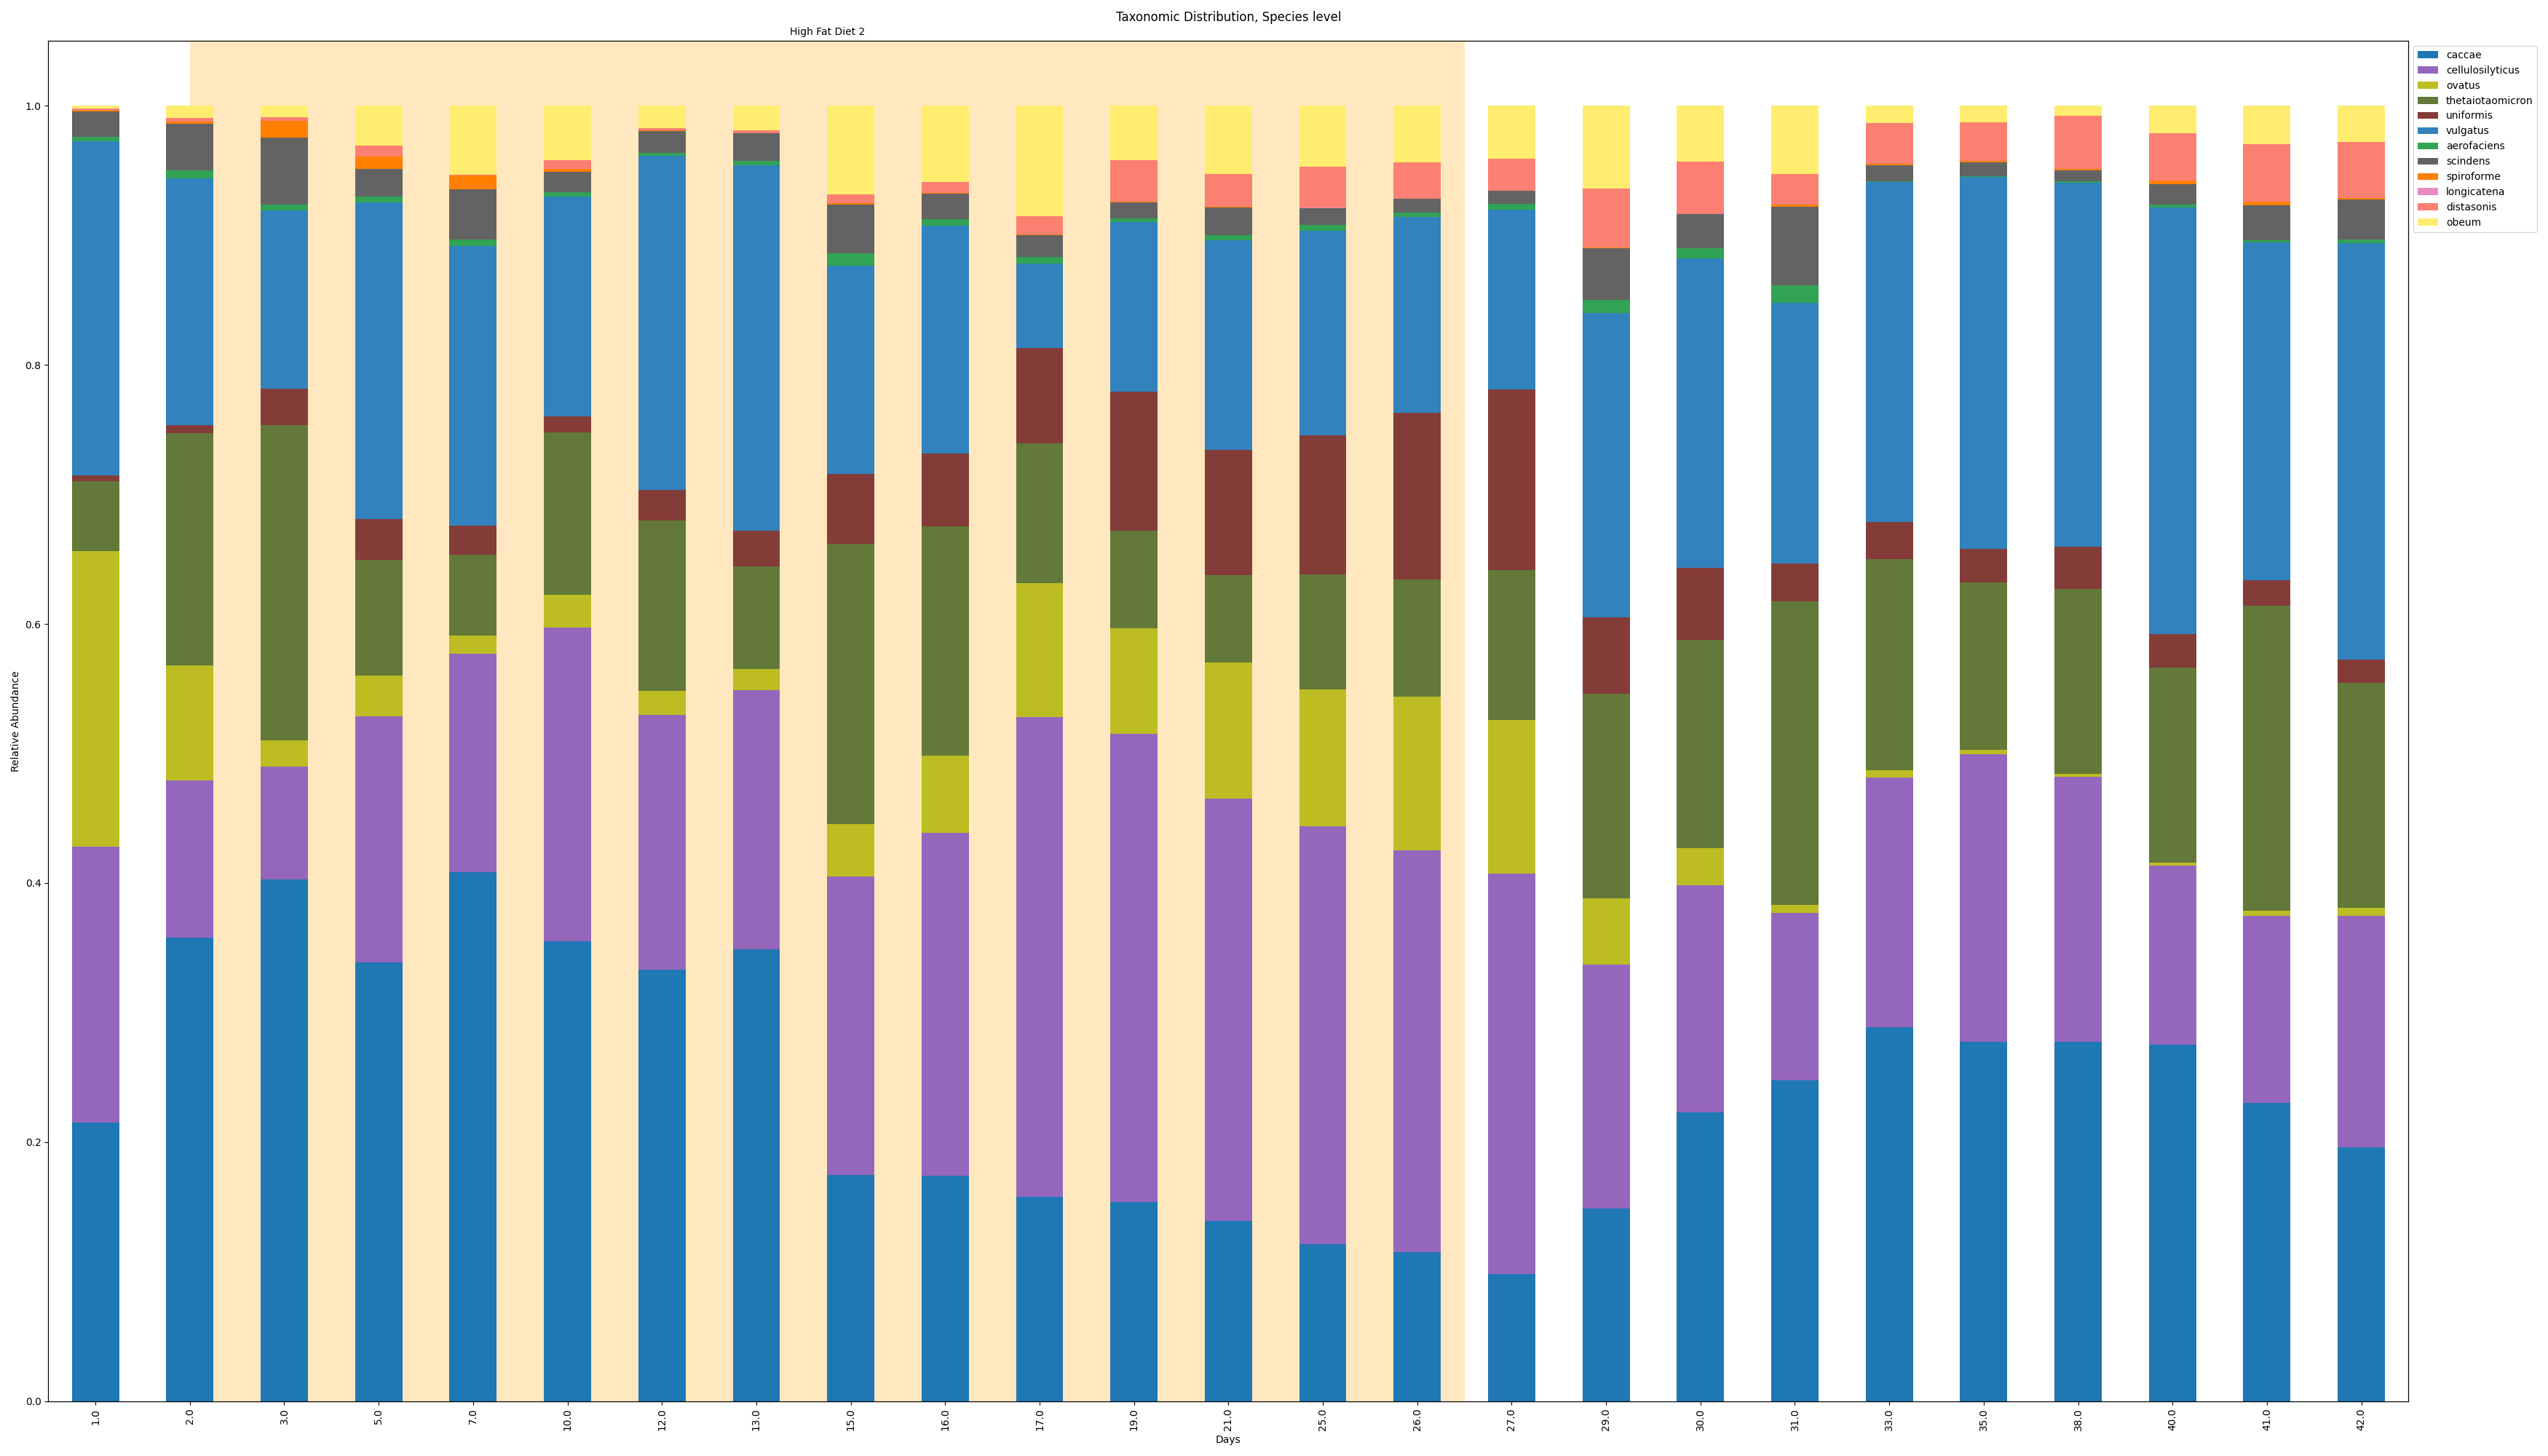 Taxonomic Distribution, Species level
High Fat Diet 2
caccae
cellulosilyticus
ovatus
thetaiotaomicron
uniformis
vulgatus
aerofaciens
scindens
spiroforme
longicatena
distasonis
obeum
Relative Abundance
1.0
0.8
0.6
0.4
0.2
0.0
1.0 2.0 3.0 5.0 7.0 10.0 12.0 13.0 15.0 16.0 17.0 19.0 21.0 25.0 26.0 27.0 29.0 30.0 31.0 33.0 35.0 38.0 40.0 41.0 42.0
Days